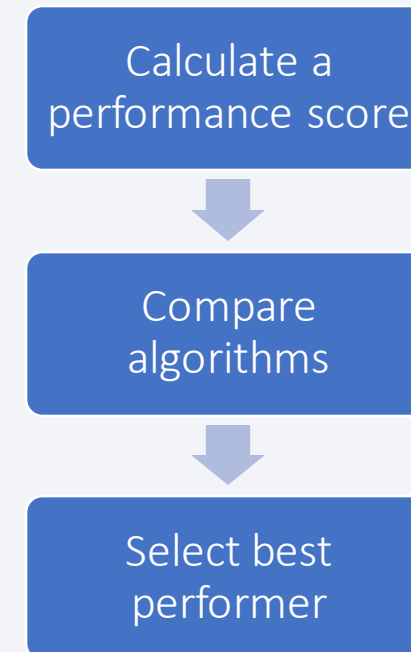 Calculate a
performance score
Compare
algorithms
Select best
performer